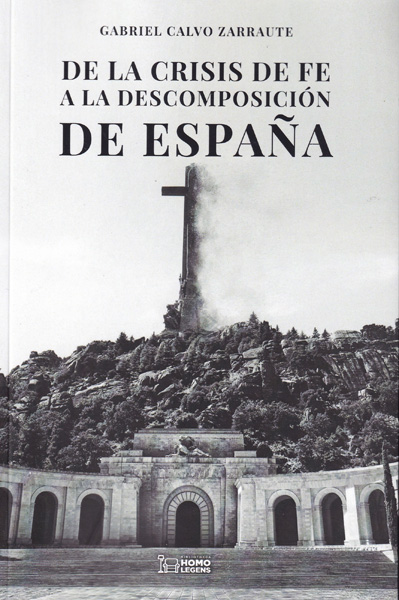 GABRIEL CALVO ZARRAUTE
DE LA CRISIS DE FE
A LA DESCOMPOSICIÓN
DE ESPAÑA
HOMO
LEGENS